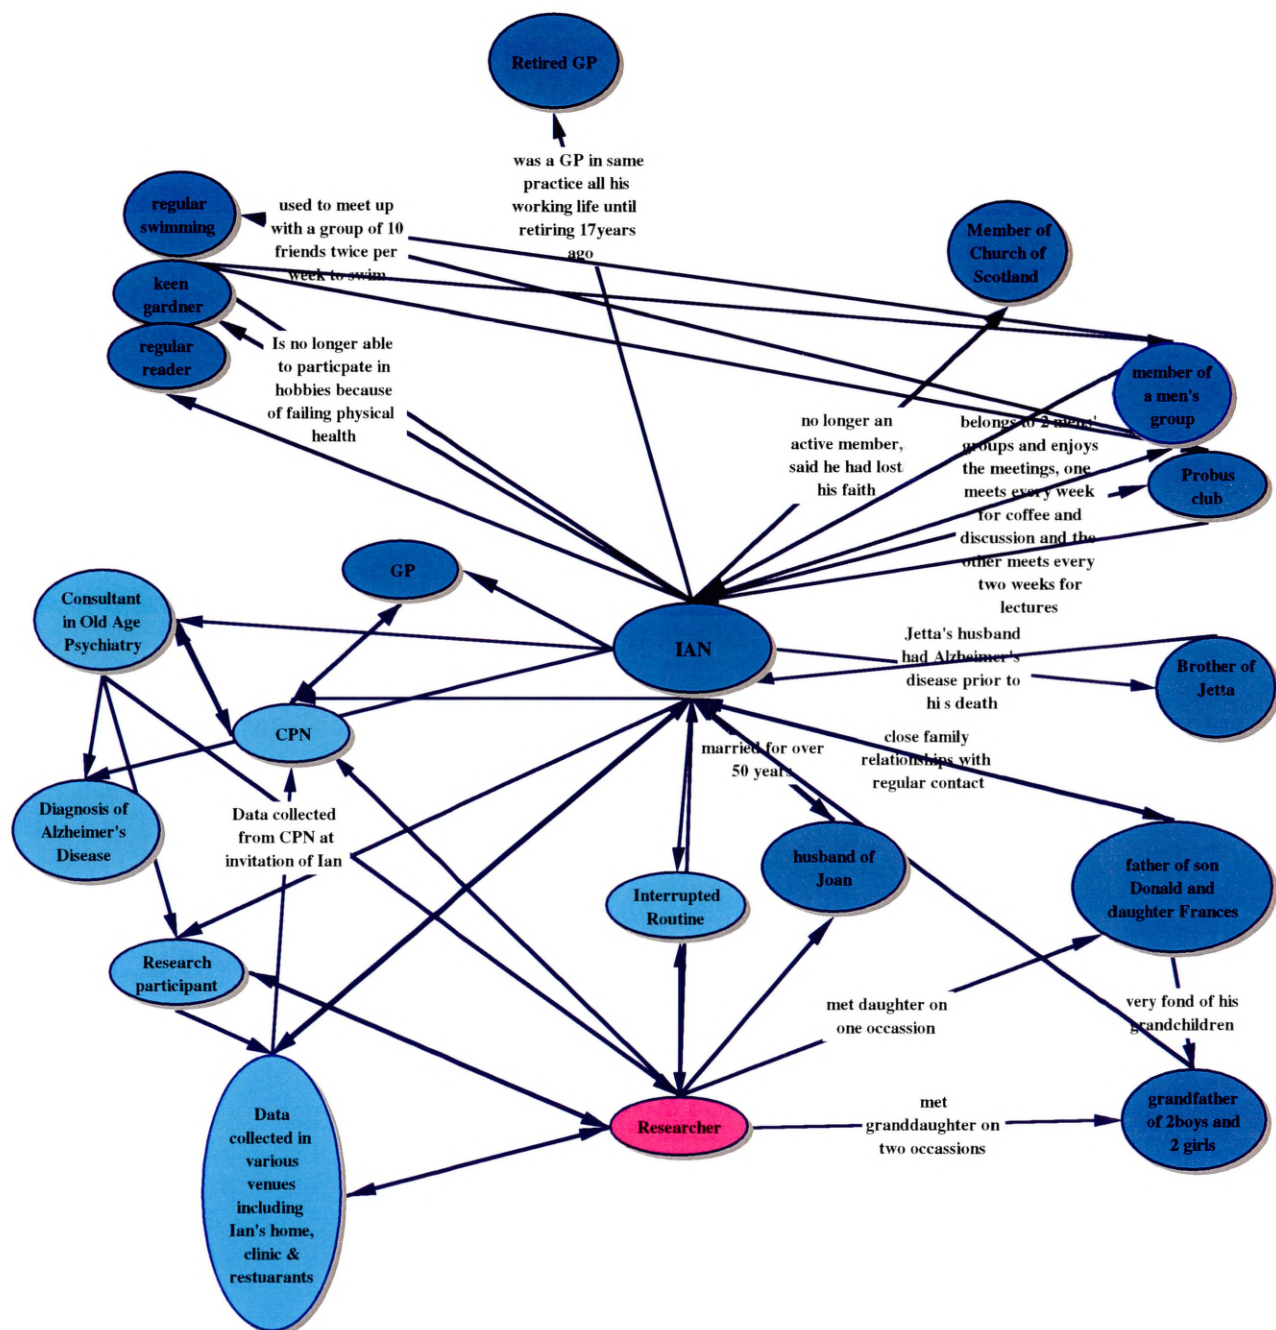 Retired GP
was a GP in same
practice all his
working life until
retiring 17years
ago
regular
swimming
used to meet up
with a group of 10
friends twice per
week to swim
Member of
Church of
Scotland
keen
gardner
regular
reader
Is no longer able
to particpate in
hobbies because
of failing physical
health
member of
a men's
group
no longer an
active member,
said he had lost
his faith
belongs to 2 mens'
groups and enjoys
the meetings, one
meets every week
for coffee and
discussion and the
other meets every
two weeks for
lectures
Probus
club
GP
Consultant
in Old Age
Psychiatry
IAN
Jetta's husband
had Alzheimer's
disease prior to
hi s death
Brother of
Jetta
CPN
married for over
50 years
close family
relationships with
regular contact
Diagnosis of
Alzheimer's
Disease
Data collected
from CPN at
invitation of Ian
husband of
Joan
father of son
Donald and
daughter Frances
Interrupted
Routine
Research
participant
met daughter on
one occassion
very fond of his
grandchildren
Data
collected in
various
venues
including
Ian's home,
clinic &
restuarants
Researcher
met
granddaughter on
two occassions
grandfather
of 2boys and
2 girls